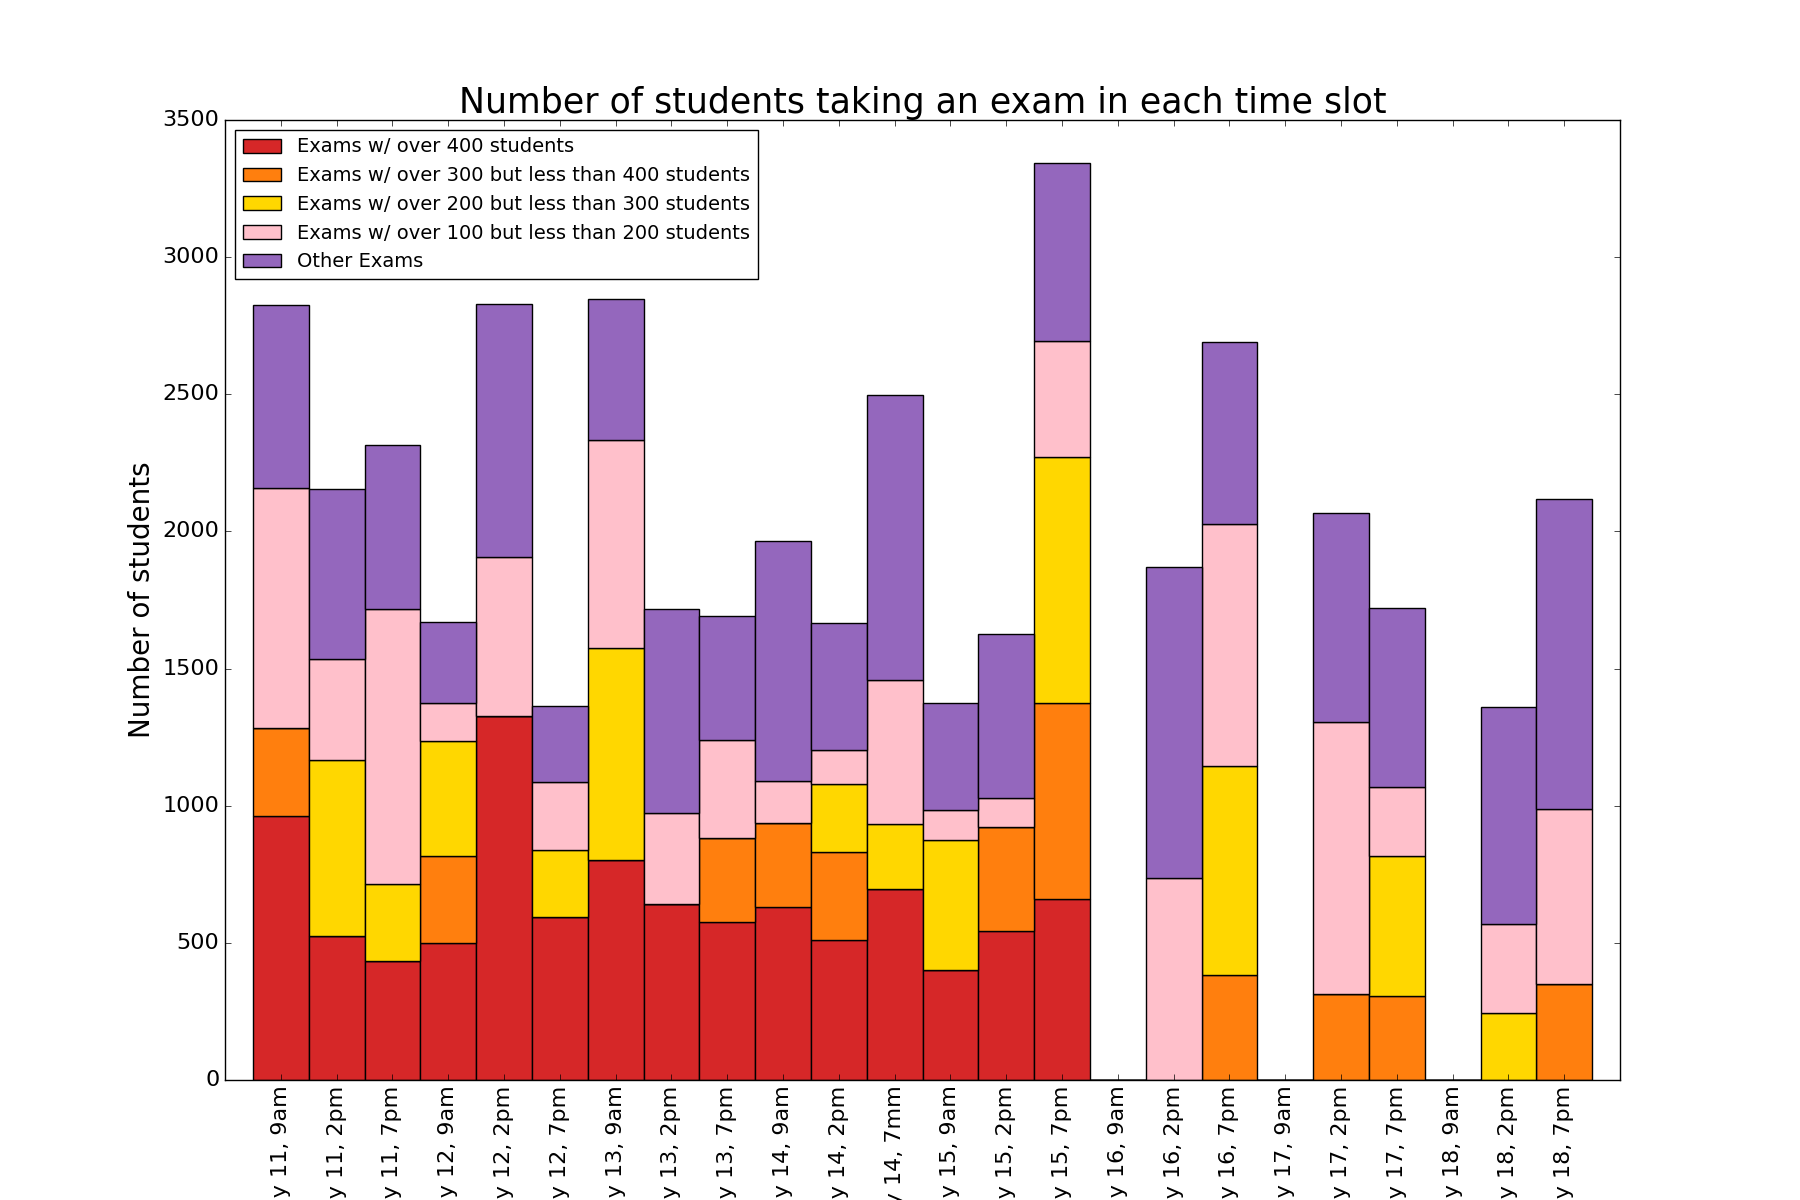 Number of students taking an exam in each time slot
Exams w/ over 400 students
Exams w/ over 300 but less than 400 students
Exams w/ over 200 but less than 300 students
Exams w/ over 100 but less than 200 students
Other Exams
3500
3000
2500
2000
1500
1000
500
0
Number of students
y 11, 9am
y 11, 2pm
y 11, 7pm
y 12, 9am
y 12, 2pm
y 12, 7pm
y 13, 9am
y 13, 2pm
y 13, 7pm
y 14, 9am
y 14, 2pm
y 14, 7mm
y 15, 9am
y 15, 2pm
y 15, 7pm
y 16, 9am
y 16, 2pm
y 16, 7pm
y 17, 9am
y 17, 2pm
y 17, 7pm
y 18, 9am
y 18, 2pm
y 18, 7pm